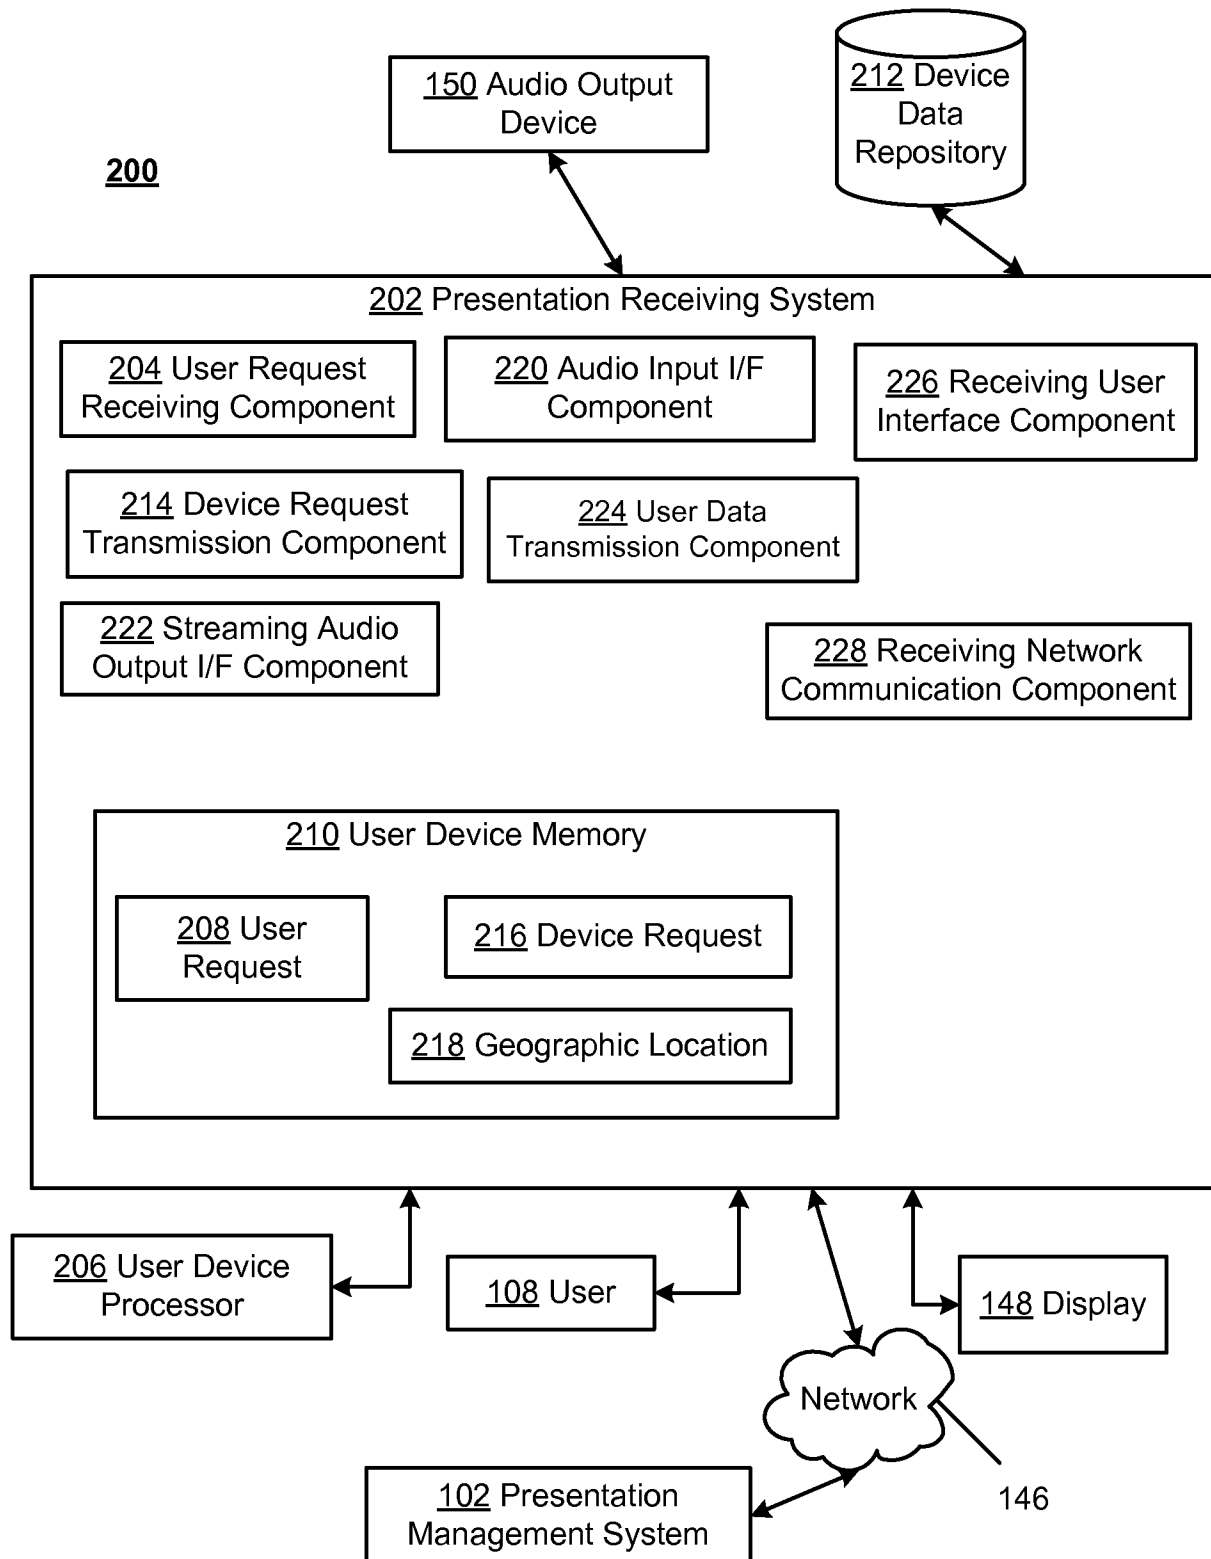 150 Audio Output
Device
212 Device
Data
Repository
200
202 Presentation Receiving System
204 User Request
Receiving Component
220 Audio Input I/F
Component
226 Receiving User
Interface Component
214 Device Request
Transmission Component
224 User Data
Transmission Component
222 Streaming Audio
Output I/F Component
228 Receiving Network
Communication Component
210 User Device Memory
208 User
Request
216 Device Request
218 Geographic Location
206 User Device
Processor
108 User
148 Display
Network
146
102 Presentation
Management System